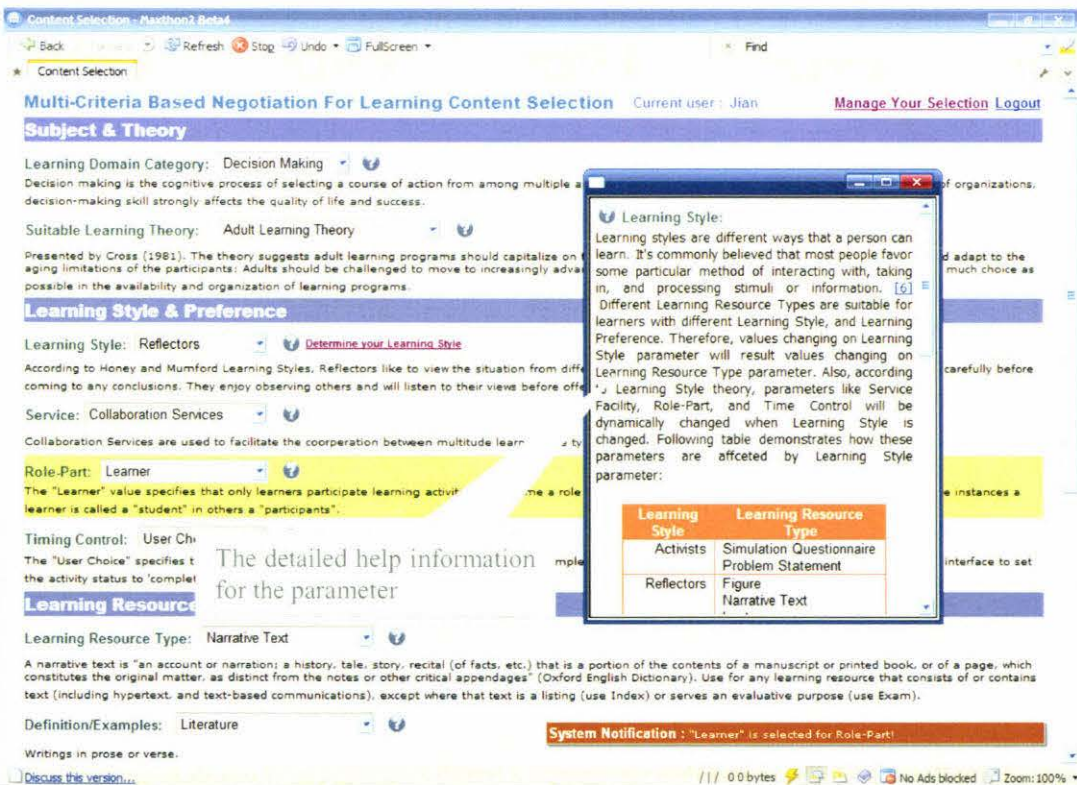 Content Selection - Maxthon2 Beta4
Back Refresh Stop Undo FullScreen Find
Content Selection
Multi-Criteria Based Negotiation For Learning Content Selection Current user : Jian Manage Your Selection Logout
Subject & Theory
Learning Domain Category: Decision Making
Decision making is the cognitive process of selecting a course of action from among multiple a
of organizations,
decision-making skill strongly affects the quality of life and success.
Suitable Learning Theory: Adult Learning Theory
Presented by Cross (1981). The theory suggests adult learning programs should capitalize on
d adapt to the
aging limitations of the participants: Adults should be challenged to move to increasingly adva
much choice as
possible in the availability and organization of learning programs.
Learning Style & Preference
Learning Style: Reflectors Determine your Learning Style
According to Honey and Mumford Learning Styles, Reflectors like to view the situation from diffe
carefully before
coming to any conclusions. They enjoy observing others and will listen to their views before offe
Service: Collaboration Services
Collaboration Services are used to facilitate the coorperation between multitude learn
ty
Role-Part: Learner
The "Learner" value specifies that only learners participate learning activit
me a role
e instances a
learner is called a "student" in others a "participants".
Timing Control: User Ch
The "User Choice" specifies t
mple
interface to set
the activity status to 'complet
Learning Resource
Learning Resource Type: Narrative Text
A narrative text is "an account or narration; a history, tale, story, recital (of facts, etc.) that is a portion of the contents of a manuscript or printed book, or of a page, which
constitutes the original matter, as distinct from the notes or other critical appendages" (Oxford English Dictionary). Use for any learning resource that consists of or contains
text (including hypertext, and text-based communications), except where that text is a listing (use Index) or serves an evaluative purpose (use Exam).
Definition/Examples: Literature
Writings in prose or verse.
Learning Style:
Learning styles are different ways that a person can
learn. It's commonly believed that most people favor
some particular method of interacting with, taking
in, and processing stimuli or information. [6]
Different Learning Resource Types are suitable for
learners with different Learning Style, and Learning
Preference. Therefore, values changing on Learning
Style parameter will result values changing on
Learning Resource Type parameter. Also, according
Learning Style theory, parameters like Service
Facility, Role-Part, and Time Control will be
dynamically changed when Learning Style is
changed. Following table demonstrates how these
parameters are affceted by Learning Style
parameter:
Learning Style Learning Resource Type
Activists Simulation Questionnaire
Problem Statement
Reflectors Figure
Narrative Text
The detailed help information
for the parameter
System Notification : "Learner" is selected for Role-Part!
Discuss this version... /|/ 0 0 bytes No Ads blocked Zoom: 100%